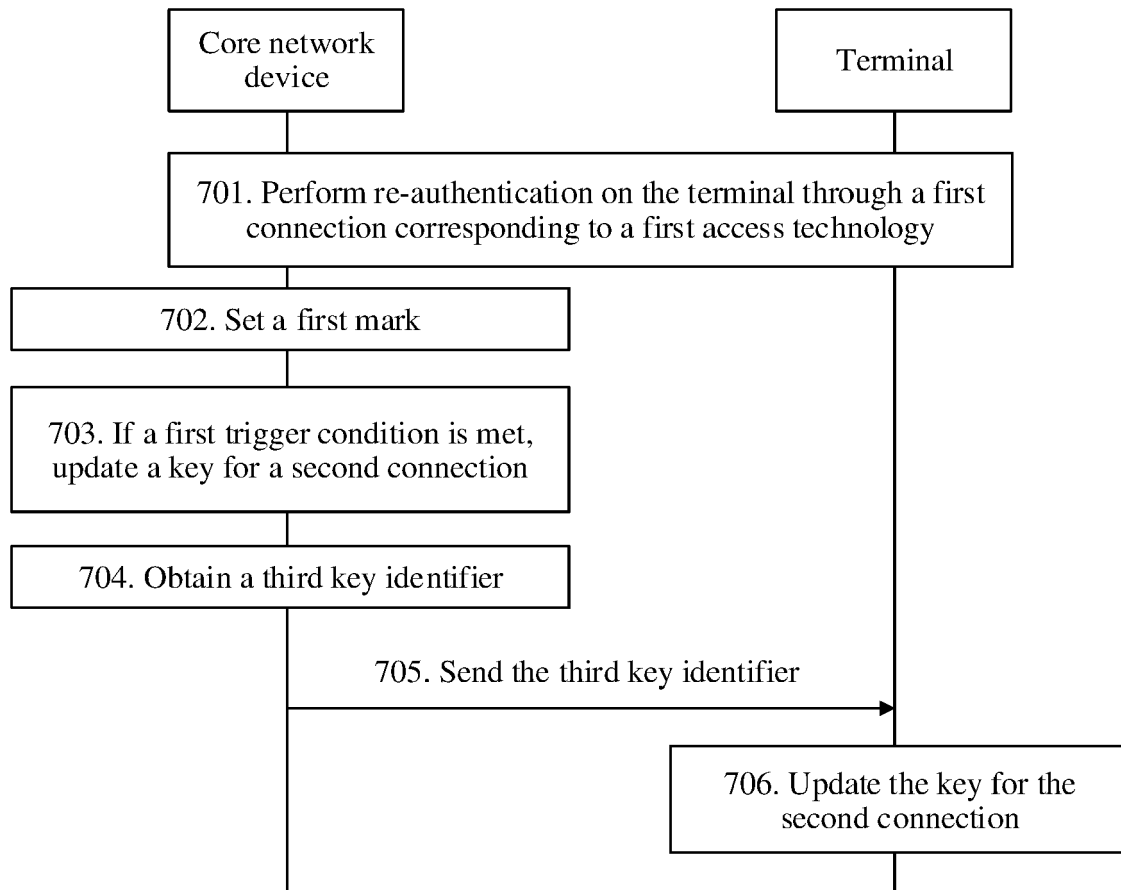 Core network
device
Terminal
701. Perform re-authentication on the terminal through a first
connection corresponding to a first access technology
702. Set a first mark
703. If a first trigger condition is met,
update a key for a second connection
704. Obtain a third key identifier
705. Send the third key identifier
706. Update the key for the
second connection